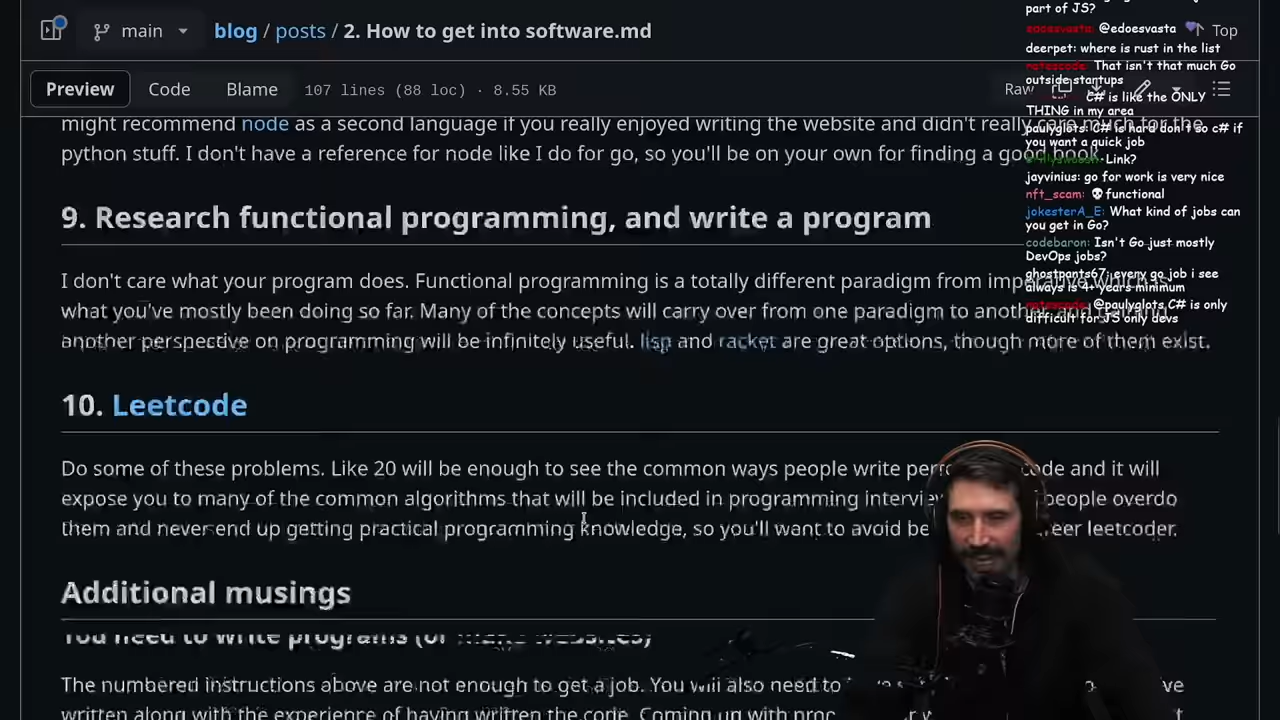 main
blog / posts / 2. How to get into software.md
Top
Preview Code Blame 107 lines (88 loc) · 8.55 KB
Raw
might recommend node as a second language if you really enjoyed writing the website and didn't really care much for the
python stuff. I don't have a reference for node like I do for go, so you'll be on your own for finding a good book.
9. Research functional programming, and write a program
I don't care what your program does. Functional programming is a totally different paradigm from
what you've mostly been doing so far. Many of the concepts will carry over from one paradigm to another,
another perspective on programming will be infinitely useful. lisp and racket are great options, though more of them exist.
10. Leetcode
Do some of these problems. Like 20 will be enough to see the common ways people write code and it will
expose you to many of the common algorithms that will be included in programming people overdo
them and never end up getting practical programming knowledge, so you'll want to avoid leetcoder.
Additional musings
You need to write programs (or make websites)
The numbered instructions above are not enough to get a job. You will also need to
written along with the experience of having written the code. Coming up with
part of JS?
edoesvasta: @edoesvasta
deerpet: where is rust in the list
That isn't that much Go
outside startups
C# is like the ONLY
THING in my area
paulyglots: C# is hard don't so c# if
you want a quick job
Link?
jayvinius: go for work is very nice
nft_scam: 💀functional
jokesterA_E: What kind of jobs can
you get in Go?
codebaron: Isn't Go just mostly
DevOps jobs?
ghostpants67: every go job i see
always is 4+ years minimum
@paulyglots C# is only
difficult for JS only devs